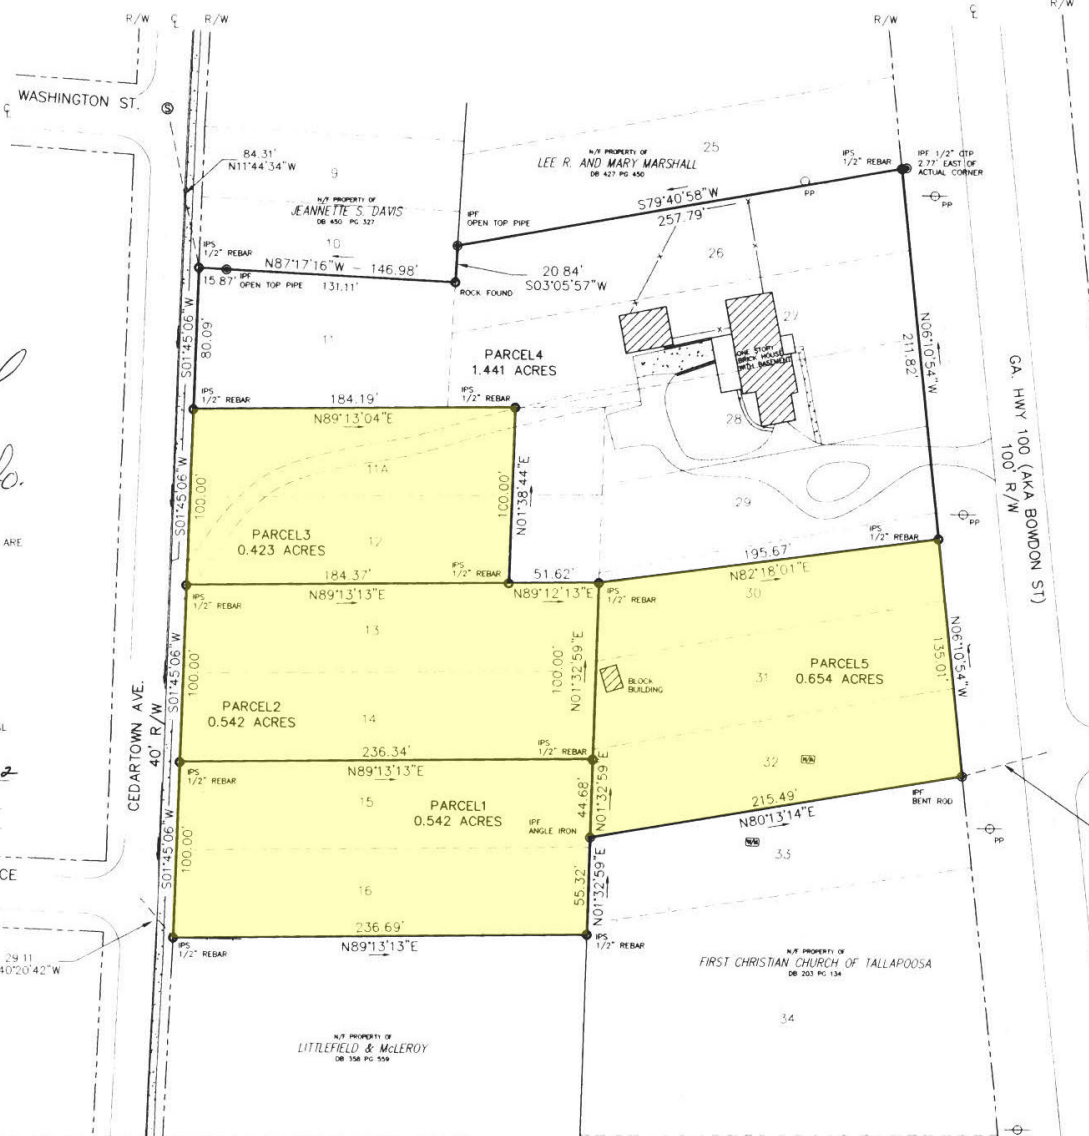 R/W
R/W
R/W
R/W
WASHINGTON ST.
S
84.31'
N11°44'34"W
9
N/F PROPERTY OF
JEANNETTE S. DAVIS
DB 450 PG 327
10
N/F PROPERTY OF
LEE R. AND MARY MARSHALL
DB 427 PG 450
25
IPS
1/2" REBAR
IPF 1/2" OTP
2.77' EAST OF
ACTUAL CORNER
PP
PP
S79°40'58"W
257.79'
IPF
OPEN TOP PIPE
IPS
1/2" REBAR
N87°17'16"W - 146.98'
15.87'
IPF
OPEN TOP PIPE
131.11'
ROCK FOUND
20.84'
S03°05'57"W
26
27
28
29
ONE STORY
BRICK HOUSE
WITH BASEMENT
N06°10'54"W
211.82'
S01°45'06"W
80.09'
11
PARCEL4
1.441 ACRES
IPS
1/2" REBAR
184.19'
N89°13'04"E
IPS
1/2" REBAR
11A
S01°45'06"W
100.00'
100.00'
N01°38'44"E
PARCEL3
0.423 ACRES
12
ARE
184.37'
N89°13'13"E
IPS
1/2" REBAR
IPS
1/2" REBAR
51.62'
N89°12'13"E
IPS
1/2" REBAR
195.67'
N82°18'01"E
IPS
1/2" REBAR
PP
GA. HWY 100 (AKA BOWDON ST)
100' R/W
30
13
S01°45'06"W
100.00'
100.00'
N01°32'59"E
BLOCK
BUILDING
31
PARCEL5
0.654 ACRES
N06°10'54"W
135.01'
PARCEL2
0.542 ACRES
14
CEDARTOWN AVE.
40' R/W
236.34'
N89°13'13"E
IPS
1/2" REBAR
IPS
1/2" REBAR
32
215.49'
N80°13'14"E
IPF
BENT ROD
PP
15
PARCEL1
0.542 ACRES
IPF
ANGLE IRON
44.68'
N01°32'59"E
33
S01°45'06"W
100.00'
16
55.32'
N01°32'59"E
CE
236.69'
N89°13'13"E
IPS
1/2" REBAR
IPS
1/2" REBAR
29.11
40°20'42"W
N/F PROPERTY OF
FIRST CHRISTIAN CHURCH OF TALLAPOOSA
DB 203 PG 134
34
N/F PROPERTY OF
LITTLEFIELD & McLEROY
DB 358 PG 559